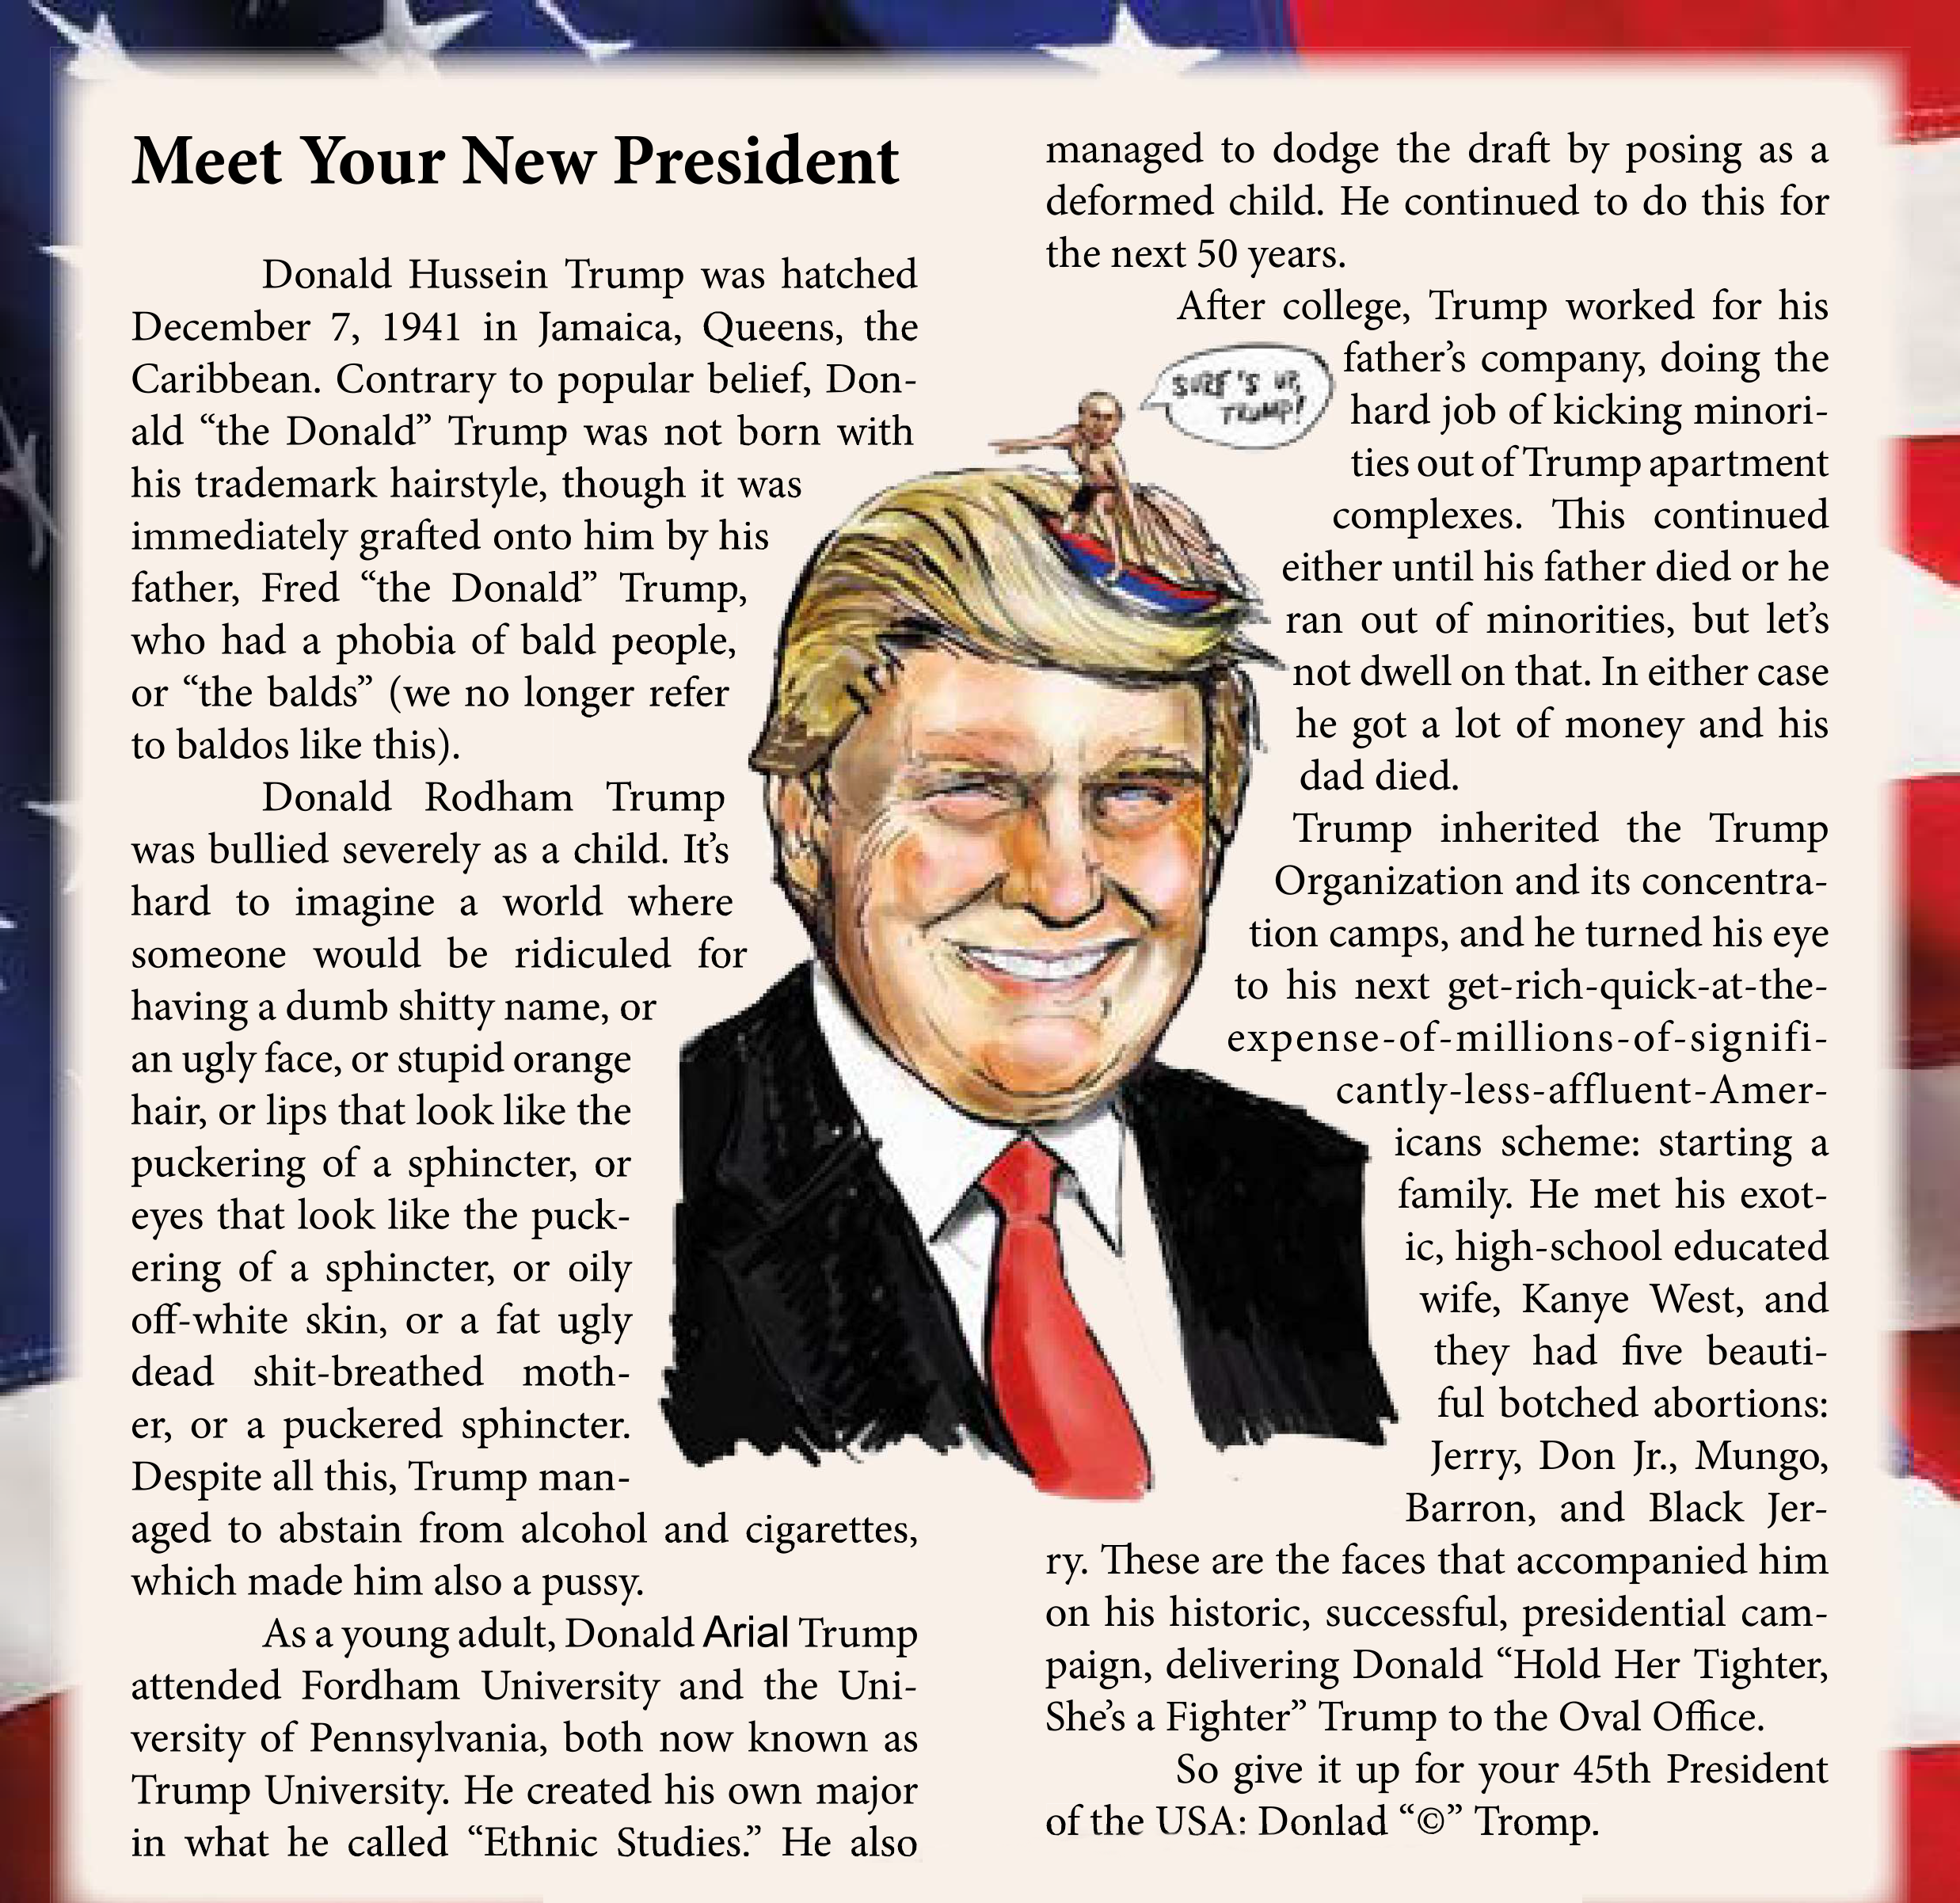 Meet Your New President
Donald Hussein Trump was hatched
December 7, 1941 in Jamaica, Queens, the
Caribbean. Contrary to popular belief, Don-
ald “the Donald” Trump was not born with
his trademark hairstyle, though it was
immediately grafted onto him by his
father, Fred “the Donald” Trump,
who had a phobia of bald people,
or “the balds” (we no longer refer
to baldos like this).
Donald Rodham Trump
was bullied severely as a child. It’s
hard to imagine a world where
someone would be ridiculed for
having a dumb shitty name, or
an ugly face, or stupid orange
hair, or lips that look like the
puckering of a sphincter, or
eyes that look like the puck-
ering of a sphincter, or oily
off-white skin, or a fat ugly
dead shit-breathed moth-
er, or a puckered sphincter.
Despite all this, Trump man-
aged to abstain from alcohol and cigarettes,
which made him also a pussy.
As a young adult, Donald Arial Trump
attended Fordham University and the Uni-
versity of Pennsylvania, both now known as
Trump University. He created his own major
in what he called “Ethnic Studies.” He also
managed to dodge the draft by posing as a
deformed child. He continued to do this for
the next 50 years.
After college, Trump worked for his
father’s company, doing the
hard job of kicking minori-
ties out of Trump apartment
complexes. This continued
either until his father died or he
ran out of minorities, but let’s
not dwell on that. In either case
he got a lot of money and his
dad died.
Trump inherited the Trump
Organization and its concentra-
tion camps, and he turned his eye
to his next get-rich-quick-at-the-
expense-of-millions-of-signifi-
cantly-less-affluent-Amer-
icans scheme: starting a
family. He met his exot-
ic, high-school educated
wife, Kanye West, and
they had five beauti-
ful botched abortions:
Jerry, Don Jr., Mungo,
Barron, and Black Jer-
ry. These are the faces that accompanied him
on his historic, successful, presidential cam-
paign, delivering Donald “Hold Her Tighter,
She’s a Fighter” Trump to the Oval Office.
So give it up for your 45th President
of the USA: Donlad “©” Tromp.
SURF'S UP,
TRUMP!